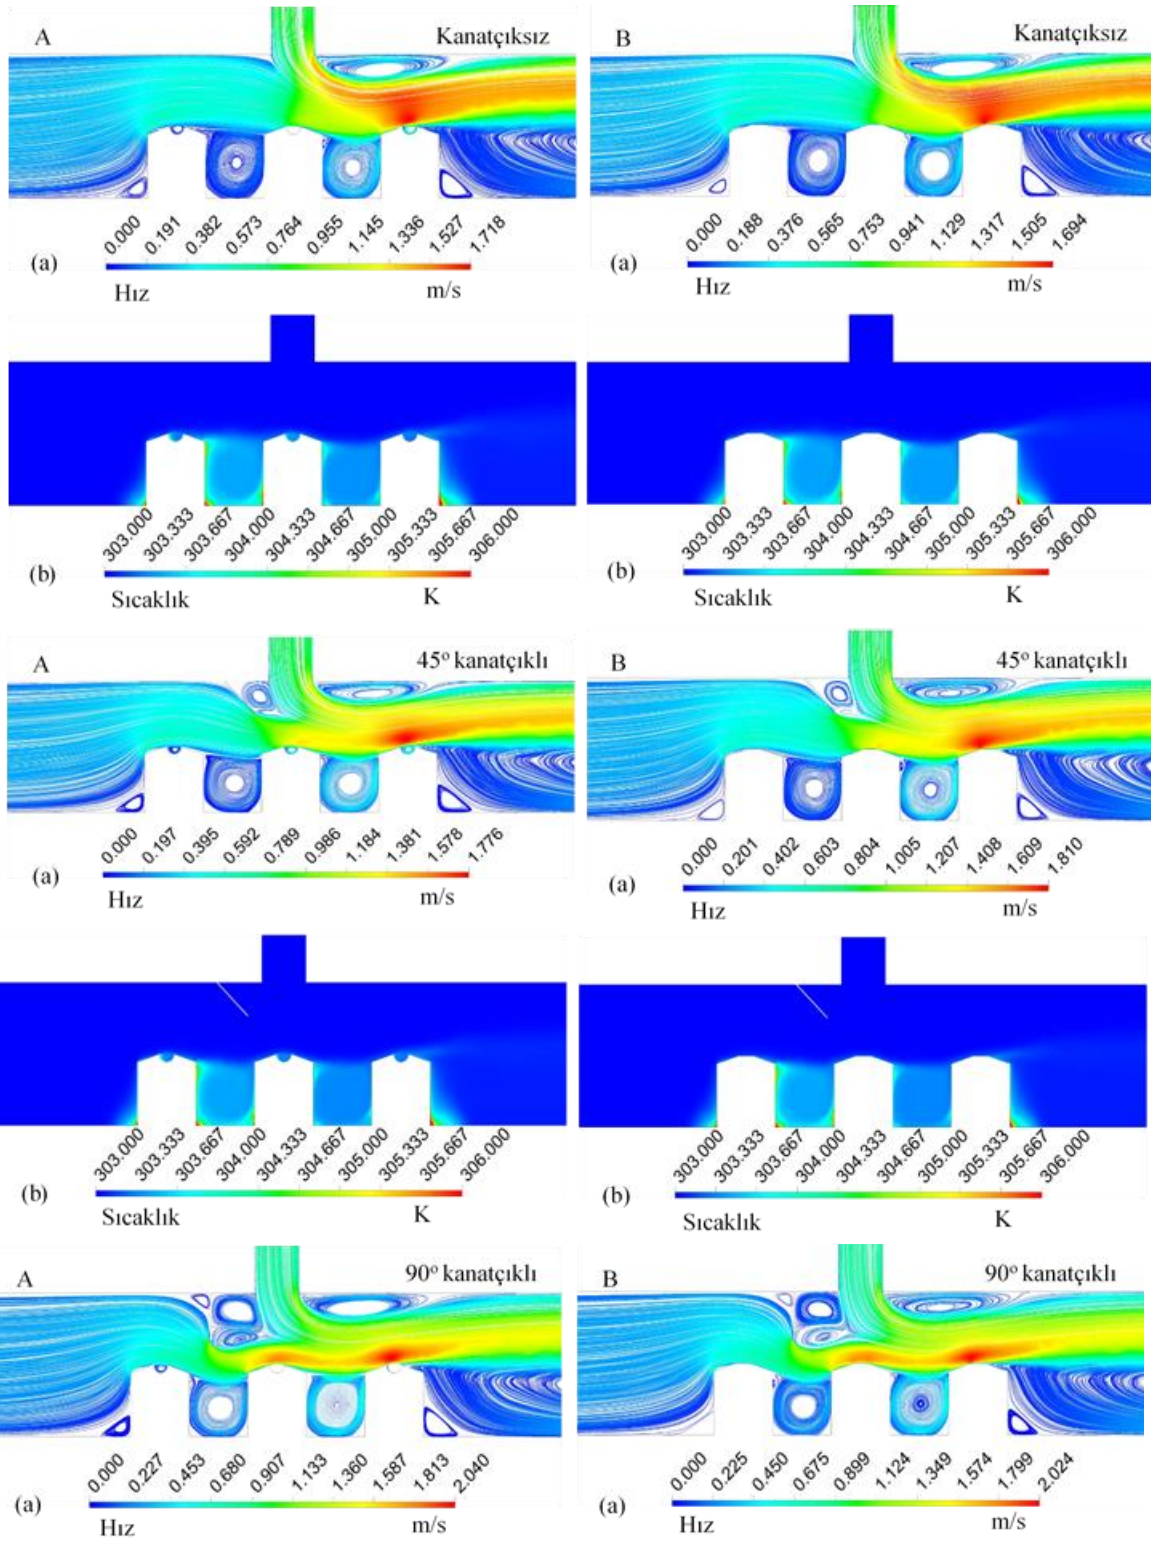 A Kanatçıksız
B Kanatçıksız
0.000 0.191 0.382 0.573 0.764 0.955 1.145 1.336 1.527 1.718
(a)
Hız m/s
0.000 0.188 0.376 0.565 0.753 0.941 1.129 1.317 1.505 1.694
(a)
Hız m/s
303.000 303.333 303.667 304.000 304.333 304.667 305.000 305.333 305.667 306.000
(b)
Sıcaklık K
303.000 303.333 303.667 304.000 304.333 304.667 305.000 305.333 305.667 306.000
(b)
Sıcaklık K
A 45º kanatçıklı
B 45º kanatçıklı
0.000 0.197 0.395 0.592 0.789 0.986 1.184 1.381 1.578 1.776
(a)
Hız m/s
0.000 0.201 0.402 0.603 0.804 1.005 1.207 1.408 1.609 1.810
(a)
Hız m/s
303.000 303.333 303.667 304.000 304.333 304.667 305.000 305.333 305.667 306.000
(b)
Sıcaklık K
303.000 303.333 303.667 304.000 304.333 304.667 305.000 305.333 305.667 306.000
(b)
Sıcaklık K
A 90º kanatçıklı
B 90º kanatçıklı
0.000 0.227 0.453 0.680 0.907 1.133 1.360 1.587 1.813 2.040
(a)
Hız m/s
0.000 0.225 0.450 0.675 0.899 1.124 1.349 1.574 1.799 2.024
(a)
Hız m/s